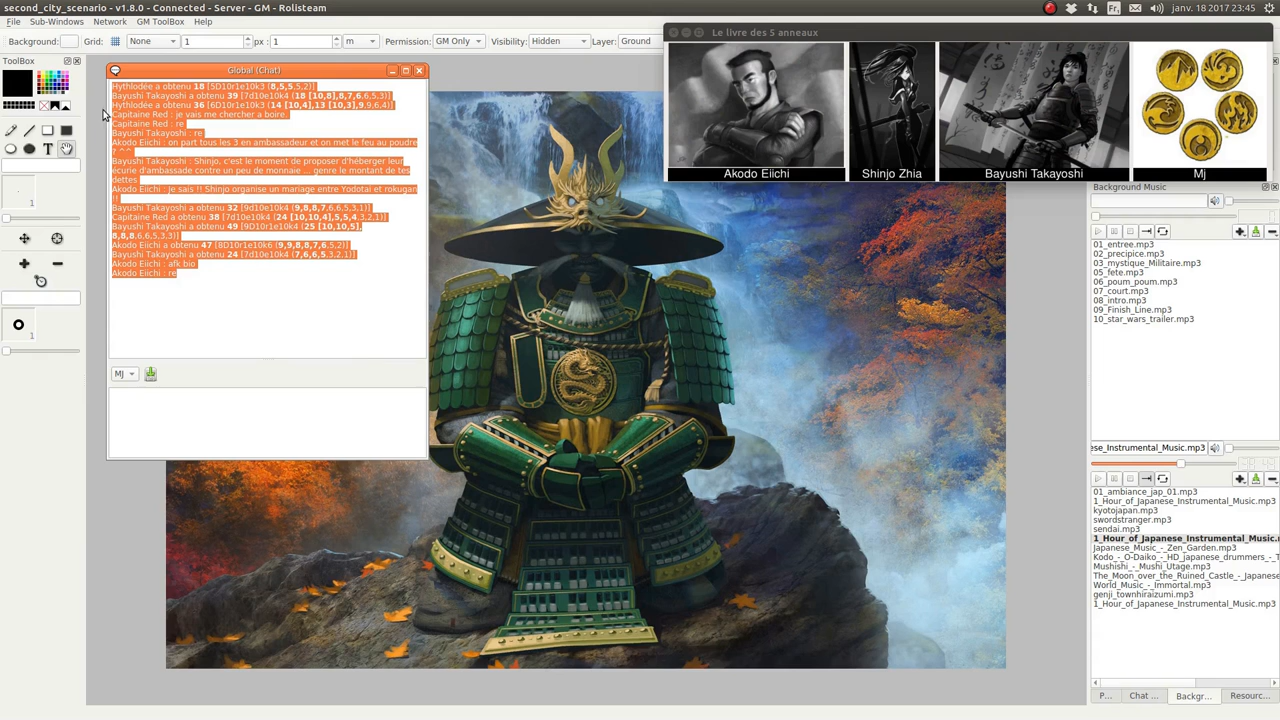 second_city_scenario - v1.8.0 - Connected - Server - GM - Rolisteam
Fr
janv. 18 2017 23:45
File Sub-Windows Network GM ToolBox Help
Background: Grid: None 1 px : 1 m Permission: GM Only Visibility: Hidden Layer: Ground
ToolBox
T
1
1
Global (Chat)
Hythlodée a obtenu 18 [5D10r1e10k3 (8,5,5,5,2)]
Bayushi Takayoshi a obtenu 39 [7d10e10k4 (18 [10,8],8,7,6,6,5,3)]
Hythlodée a obtenu 36 [6D10r1e10k3 (14 [10,4],13 [10,3],9,9,6,4)]
Capitaine Red : je vais me chercher a boire.
Capitaine Red : re
Bayushi Takayoshi : re
Akodo Eiichi : on part tous les 3 en ambassadeur et on met le feu au poudre
? ^^
Bayushi Takayoshi : Shinjo, c'est le moment de proposer d'héberger leur
écurie d'ambassade contre un peu de monnaie ... genre le montant de tes
dettes
Akodo Eiichi : Je sais !! Shinjo organise un mariage entre Yodotai et rokugan
!!
Bayushi Takayoshi a obtenu 32 [9d10e10k4 (9,8,8,7,6,6,5,3,1)]
Capitaine Red a obtenu 38 [7d10e10k4 (24 [10,10,4],5,5,4,3,2,1)]
Bayushi Takayoshi a obtenu 49 [9D10r1e10k4 (25 [10,10,5],
8,8,8,6,6,5,3,3)]
Akodo Eiichi a obtenu 47 [8D10r1e10k6 (9,9,8,8,7,6,5,2)]
Bayushi Takayoshi a obtenu 24 [7d10e10k4 (7,6,6,5,3,2,1)]
Akodo Eiichi : afk bio
Akodo Eiichi : re
MJ
Le livre des 5 anneaux
Akodo Eiichi
Shinjo Zhia
Bayushi Takayoshi
Mj
Background Music
01_entree.mp3
02_precipice.mp3
03_mystique_Militaire.mp3
05_fete.mp3
06_poum_poum.mp3
07_court.mp3
08_intro.mp3
09_Finish_Line.mp3
10_star_wars_trailer.mp3
ese_Instrumental_Music.mp3
01_ambiance_jap_01.mp3
1_Hour_of_Japanese_Instrumental_Music.mp3
kyotojapan.mp3
swordstranger.mp3
sendai.mp3
1_Hour_of_Japanese_Instrumental_Music.
Japanese_Music_-_Zen_Garden.mp3
Kodo_-_O-Daiko_-_HD_japanese_drummers_-_T
Mushishi_-_Mushi_Utage.mp3
The_Moon_over_the_Ruined_Castle_-_Japanes
World_Music_-_Immortal.mp3
genji_townhiraizumi.mp3
1_Hour_of_Japanese_Instrumental_Music.mp3
P... Chat ... Backgr... Resourc...